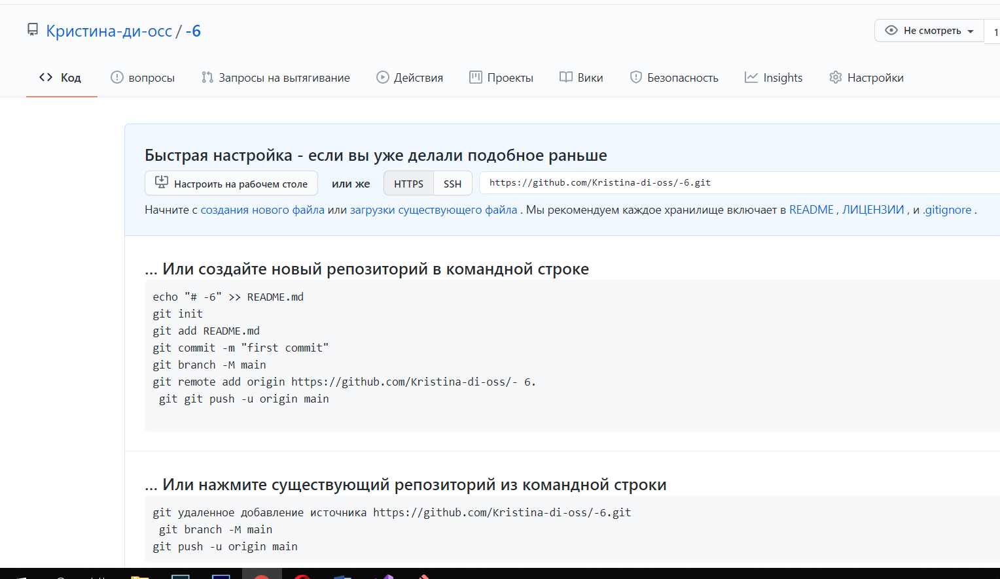 Кристина-ди-осс / -6
Не смотреть
1
Код
вопросы
Запросы на вытягивание
Действия
Проекты
Вики
Безопасность
Insights
Настройки
Быстрая настройка - если вы уже делали подобное раньше
Настроить на рабочем столе
или же
HTTPS
SSH
https://github.com/Kristina-di-oss/-6.git
Начните с создания нового файла или загрузки существующего файла . Мы рекомендуем каждое хранилище включает в README , ЛИЦЕНЗИИ , и .gitignore .
... Или создайте новый репозиторий в командной строке
echo "# -6" >> README.md
git init
git add README.md
git commit -m "first commit"
git branch -M main
git remote add origin https://github.com/Kristina-di-oss/- 6.
git git push -u origin main
... Или нажмите существующий репозиторий из командной строки
git удаленное добавление источника https://github.com/Kristina-di-oss/-6.git
git branch -M main
git push -u origin main